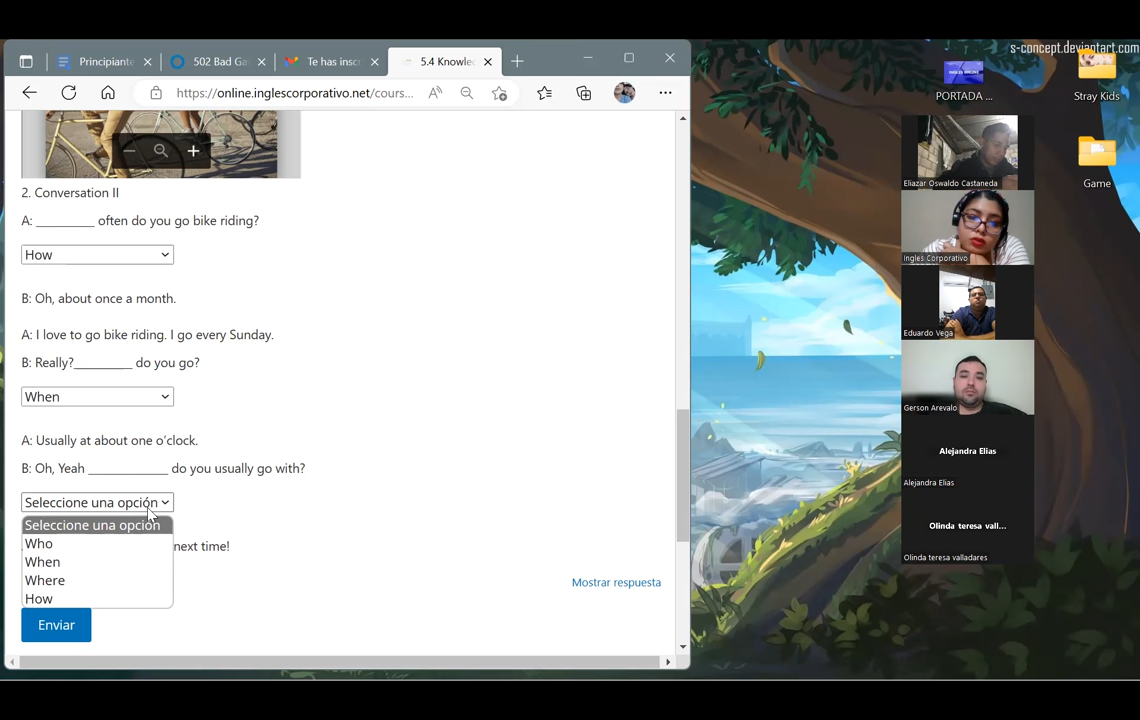 s-concept.deviantart.com
Principiante
502 Bad Ga
Te has inscr
5.4 Knowle
https://online.inglescorporativo.net/cours...
PORTADA ...
Stray Kids
Game
2. Conversation II
A: _________ often do you go bike riding?
How
B: Oh, about once a month.
A: I love to go bike riding. I go every Sunday.
B: Really?_________ do you go?
When
A: Usually at about one o'clock.
B: Oh, Yeah ____________ do you usually go with?
Seleccione una opción
Seleccione una opción
Who
When
Where
How
next time!
Mostrar respuesta
Enviar
Eliazar Oswaldo Castaneda
Ingles Corporativo
Eduardo Vega
Gerson Arevalo
Alejandra Elias
Alejandra Elias
Olinda teresa vall...
Olinda teresa valladares